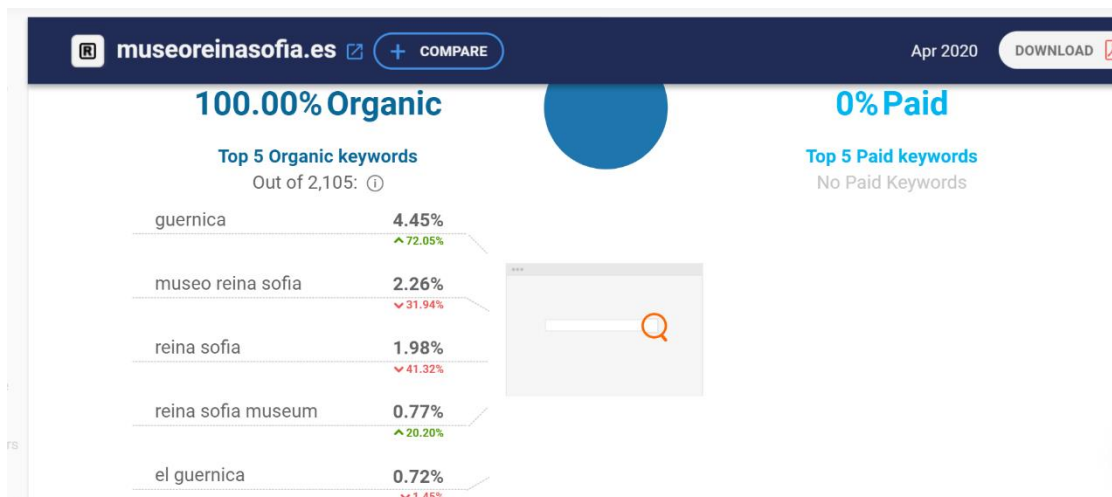 R museoreinasofia.es + COMPARE Apr 2020 DOWNLOAD
100.00% Organic
0% Paid
Top 5 Organic keywords
Out of 2,105:
Top 5 Paid keywords
No Paid Keywords
guernica 4.45%
72.05%
museo reina sofia 2.26%
31.94%
reina sofia 1.98%
41.32%
reina sofia museum 0.77%
20.20%
el guernica 0.72%
1.45%